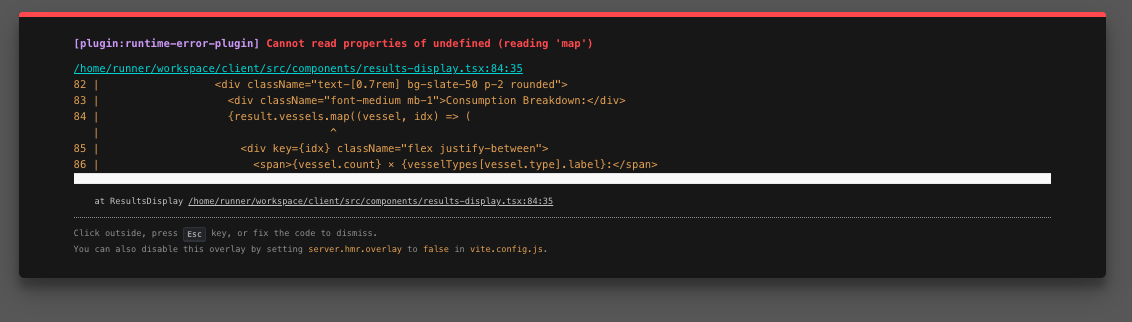 [plugin:runtime-error-plugin] Cannot read properties of undefined (reading 'map')
/home/runner/workspace/client/src/components/results-display.tsx:84:35
82 |                  <div className="text-[0.7rem] bg-slate-50 p-2 rounded">
83 |                    <div className="font-medium mb-1">Consumption Breakdown:</div>
84 |                    {result.vessels.map((vessel, idx) => (
   |                                   ^
85 |                      <div key={idx} className="flex justify-between">
86 |                        <span>{vessel.count} × {vesselTypes[vessel.type].label}:</span>
at ResultsDisplay /home/runner/workspace/client/src/components/results-display.tsx:84:35
Click outside, press Esc key, or fix the code to dismiss.
You can also disable this overlay by setting server.hmr.overlay to false in vite.config.js.